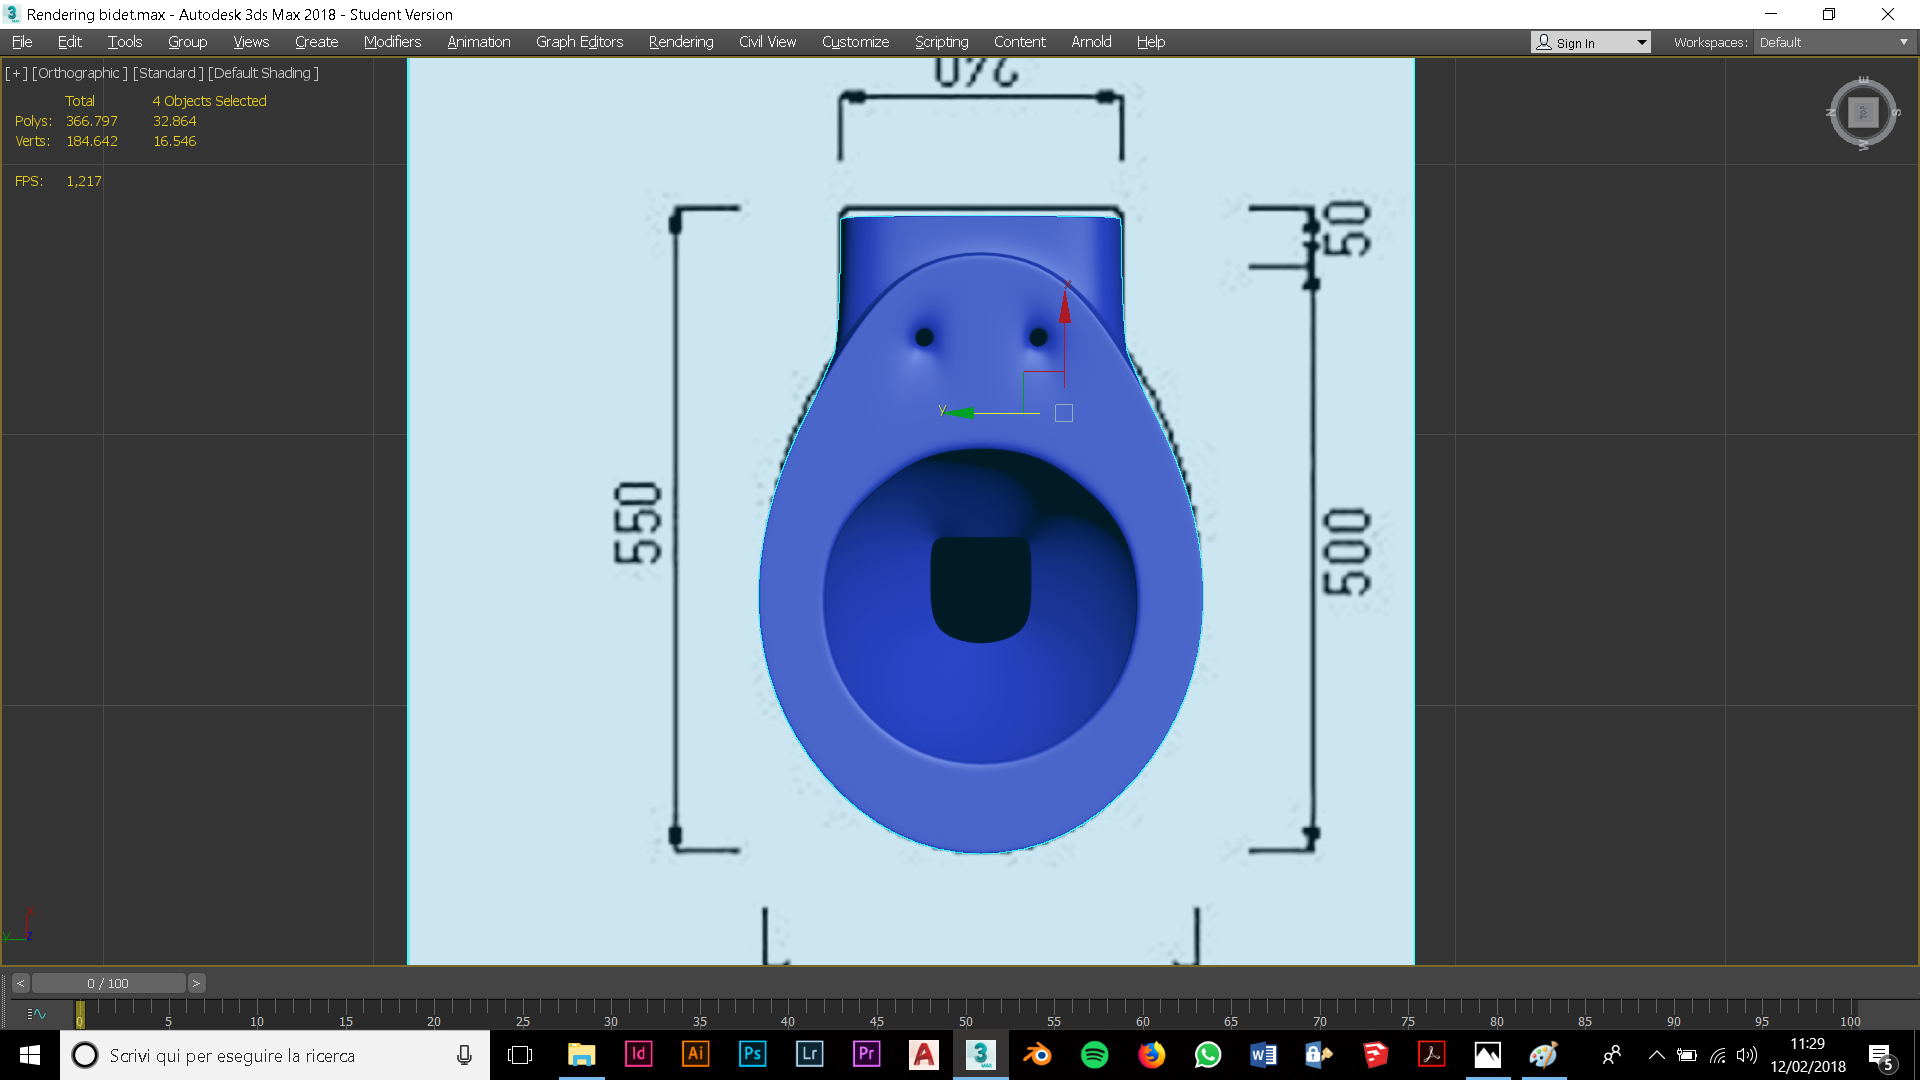 Rendering bidet.max - Autodesk 3ds Max 2018 - Student Version
File Edit Tools Group Views Create Modifiers Animation Graph Editors Rendering Civil View Customize Scripting Content Arnold Help Sign In Workspaces: Default
[ + ] [Orthographic ] [Standard ] [Default Shading ]
Total 4 Objects Selected
Polys: 366.797 32.864
Verts: 184.642 16.546
FPS: 1,217
E
N TOP S
W
50
550
500
x
y
x
y z
< 0 / 100 >
0 5 10 15 20 25 30 35 40 45 50 55 60 65 70 75 80 85 90 95 100
Scrivi qui per eseguire la ricerca
Id Ai Ps Lr Pr A 3 MAX
11:29
12/02/2018
5